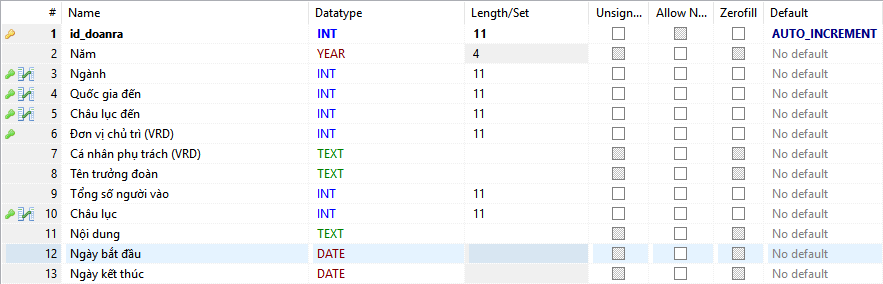 # Name Datatype Length/Set Unsign... Allow N... Zerofill Default
1 id_doanra INT 11 AUTO_INCREMENT
2 Năm YEAR 4 No default
3 Ngành INT 11 No default
4 Quốc gia đến INT 11 No default
5 Châu lục đến INT 11 No default
6 Đơn vị chủ trì (VRD) INT 11 No default
7 Cá nhân phụ trách (VRD) TEXT No default
8 Tên trưởng đoàn TEXT No default
9 Tổng số người vào INT 11 No default
10 Châu lục INT 11 No default
11 Nội dung TEXT No default
12 Ngày bắt đầu DATE No default
13 Ngày kết thúc DATE No default